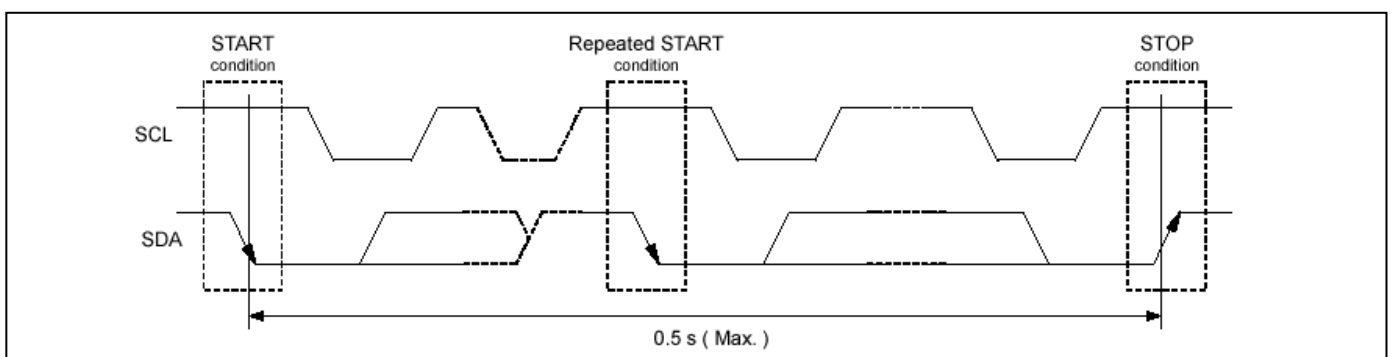 START
condition
Repeated START
condition
STOP
condition
SCL
SDA
0.5 s ( Max. )